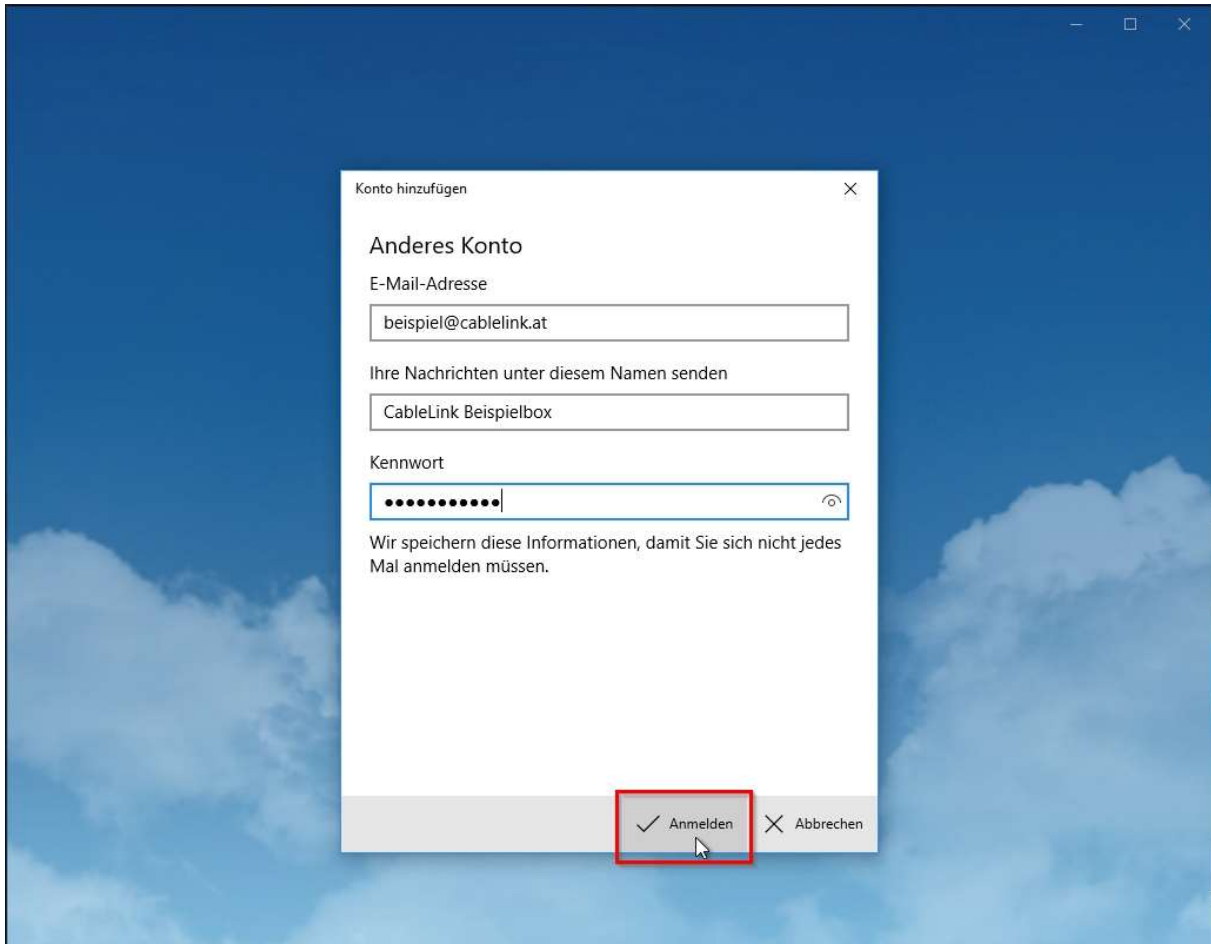 Konto hinzufügen
Anderes Konto
E-Mail-Adresse
beispiel@cablelink.at
Ihre Nachrichten unter diesem Namen senden
CableLink Beispielbox
Kennwort
●●●●●●●●●●●
Wir speichern diese Informationen, damit Sie sich nicht jedes
Mal anmelden müssen.
Anmelden Abbrechen